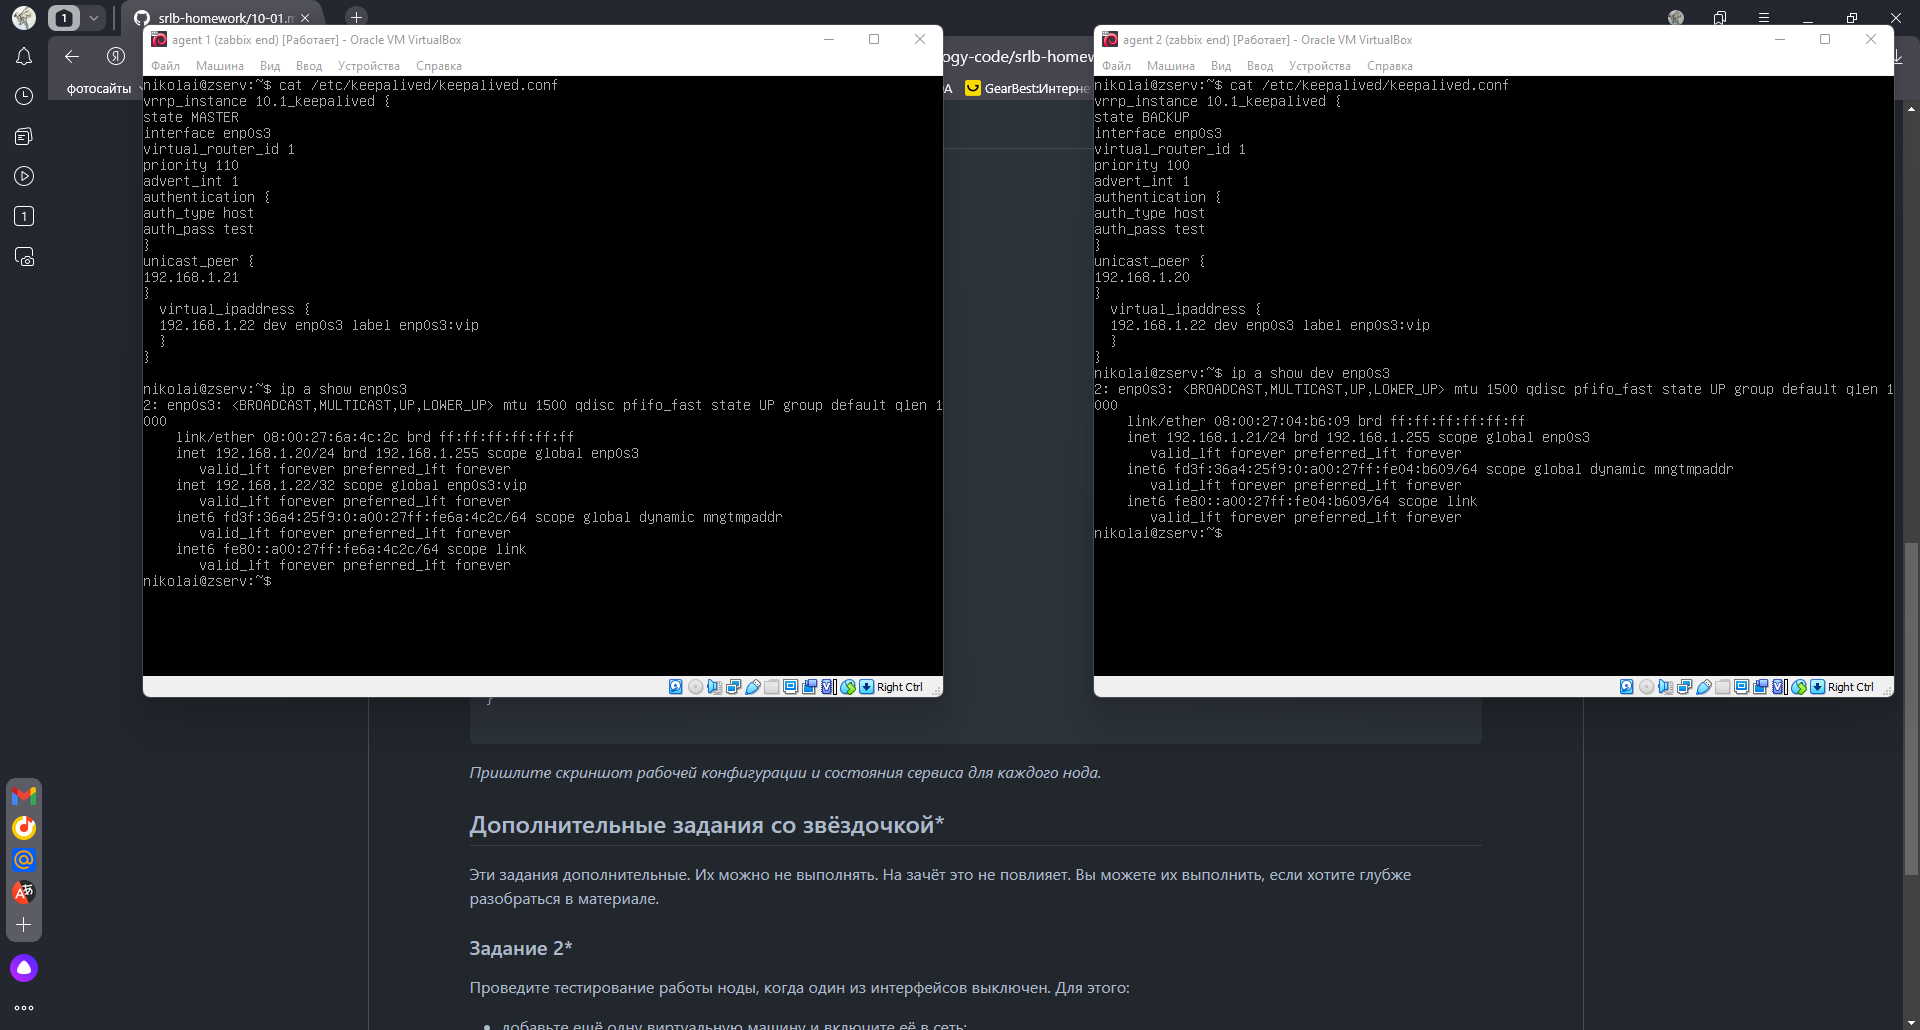 1
srlb-homework/10-01.m
ogy-code/srlb-homew
фотосайты
GearBest:Интерне
1
agent 1 (zabbix end) [Работает] - Oracle VM VirtualBox
Файл Машина Вид Ввод Устройства Справка
nikolai@zserv:~$ cat /etc/keepalived/keepalived.conf
vrrp_instance 10.1_keepalived {
state MASTER
interface enp0s3
virtual_router_id 1
priority 110
advert_int 1
authentication {
auth_type host
auth_pass test
}
unicast_peer {
192.168.1.21
}
virtual_ipaddress {
192.168.1.22 dev enp0s3 label enp0s3:vip
}
}
nikolai@zserv:~$ ip a show enp0s3
2: enp0s3: <BROADCAST,MULTICAST,UP,LOWER_UP> mtu 1500 qdisc pfifo_fast state UP group default qlen 1
000
link/ether 08:00:27:6a:4c:2c brd ff:ff:ff:ff:ff:ff
inet 192.168.1.20/24 brd 192.168.1.255 scope global enp0s3
valid_lft forever preferred_lft forever
inet 192.168.1.22/32 scope global enp0s3:vip
valid_lft forever preferred_lft forever
inet6 fd3f:36a4:25f9:0:a00:27ff:fe6a:4c2c/64 scope global dynamic mngtmpaddr
valid_lft forever preferred_lft forever
inet6 fe80::a00:27ff:fe6a:4c2c/64 scope link
valid_lft forever preferred_lft forever
nikolai@zserv:~$
Right Ctrl
agent 2 (zabbix end) [Работает] - Oracle VM VirtualBox
Файл Машина Вид Ввод Устройства Справка
nikolai@zserv:~$ cat /etc/keepalived/keepalived.conf
vrrp_instance 10.1_keepalived {
state BACKUP
interface enp0s3
virtual_router_id 1
priority 100
advert_int 1
authentication {
auth_type host
auth_pass test
}
unicast_peer {
192.168.1.20
}
virtual_ipaddress {
192.168.1.22 dev enp0s3 label enp0s3:vip
}
}
nikolai@zserv:~$ ip a show dev enp0s3
2: enp0s3: <BROADCAST,MULTICAST,UP,LOWER_UP> mtu 1500 qdisc pfifo_fast state UP group default qlen 1
000
link/ether 08:00:27:04:b6:09 brd ff:ff:ff:ff:ff:ff
inet 192.168.1.21/24 brd 192.168.1.255 scope global enp0s3
valid_lft forever preferred_lft forever
inet6 fd3f:36a4:25f9:0:a00:27ff:fe04:b609/64 scope global dynamic mngtmpaddr
valid_lft forever preferred_lft forever
inet6 fe80::a00:27ff:fe04:b609/64 scope link
valid_lft forever preferred_lft forever
nikolai@zserv:~$
Right Ctrl
}
Пришлите скриншот рабочей конфигурации и состояния сервиса для каждого нода.
Дополнительные задания со звёздочкой*
Эти задания дополнительные. Их можно не выполнять. На зачёт это не повлияет. Вы можете их выполнить, если хотите глубже
разобраться в материале.
Задание 2*
Проведите тестирование работы ноды, когда один из интерфейсов выключен. Для этого:
• добавьте ещё одну виртуальную машину и включите её в сеть;